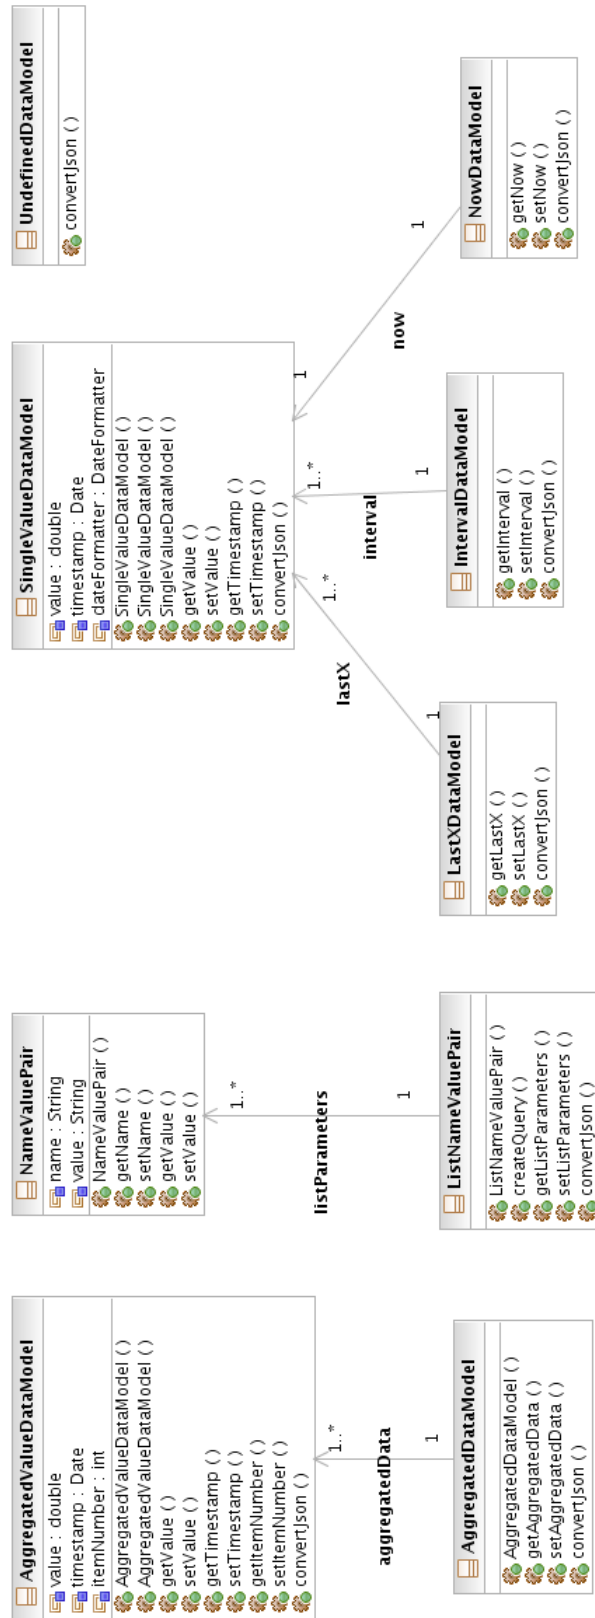 AggregatedValueDataModel
value : double
timestamp : Date
itemNumber : int
AggregatedValueDataModel ( )
AggregatedValueDataModel ( )
getValue ( )
setValue ( )
getTimestamp ( )
setTimestamp ( )
getItemNumber ( )
setItemNumber ( )
convertJson ( )
NameValuePair
name : String
value : String
NameValuePair ( )
getName ( )
setName ( )
getValue ( )
setValue ( )
SingleValueDataModel
value : double
timestamp : Date
dateFormatter : DateFormatter
SingleValueDataModel ( )
SingleValueDataModel ( )
SingleValueDataModel ( )
getValue ( )
setValue ( )
getTimestamp ( )
setTimestamp ( )
convertJson ( )
UndefinedDataModel
convertJson ( )
1..*
aggregatedData
1
1..*
listParameters
1
1..*
lastX
1
1..*
interval
1
1
now
1
AggregatedDataModel
AggregatedDataModel ( )
getAggregatedData ( )
setAggregatedData ( )
convertJson ( )
ListNameValuePair
ListNameValuePair ( )
createQuery ( )
getListParameters ( )
setListParameters ( )
convertJson ( )
LastXDataModel
getLastX ( )
setLastX ( )
convertJson ( )
IntervalDataModel
getInterval ( )
setInterval ( )
convertJson ( )
NowDataModel
getNow ( )
setNow ( )
convertJson ( )